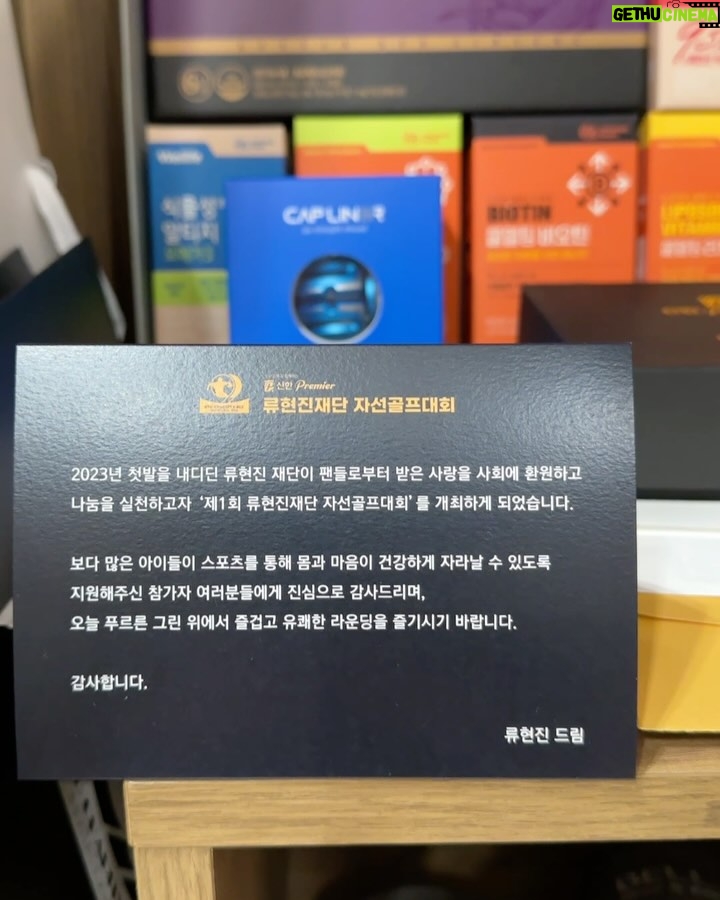 GETHUCINEMA
CAPLINER
BIOTIN
신한 Premier
류현진재단 자선골프대회
2023년 첫발을 내디딘 류현진 재단이 팬들로부터 받은 사랑을 사회에 환원하고
나눔을 실천하고자 ‘제1회 류현진재단 자선골프대회’를 개최하게 되었습니다.
보다 많은 아이들이 스포츠를 통해 몸과 마음이 건강하게 자라날 수 있도록
지원해주신 참가자 여러분들에게 진심으로 감사드리며,
오늘 푸르른 그린 위에서 즐겁고 유쾌한 라운딩을 즐기시기 바랍니다.
감사합니다.
류현진 드림